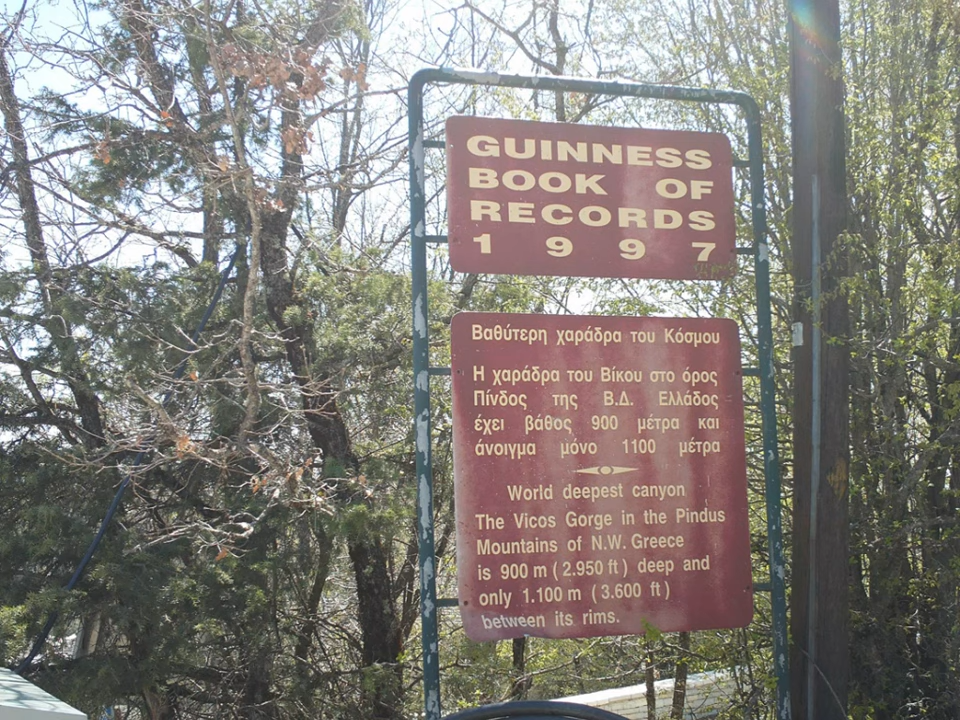 GUINNESS
BOOK OF
RECORDS
1 9 9 7
Βαθύτερη χαράδρα του Κόσμου
Η χαράδρα του Βίκου στο όρος
Πίνδος της Β.Δ. Ελλάδος
έχει βάθος 900 μέτρα και
άνοιγμα μόνο 1100 μέτρα
World deepest canyon
The Vicos Gorge in the Pindus
Mountains of N.W. Greece
is 900 m ( 2.950 ft ) deep and
only 1.100 m ( 3.600 ft )
between its rims.